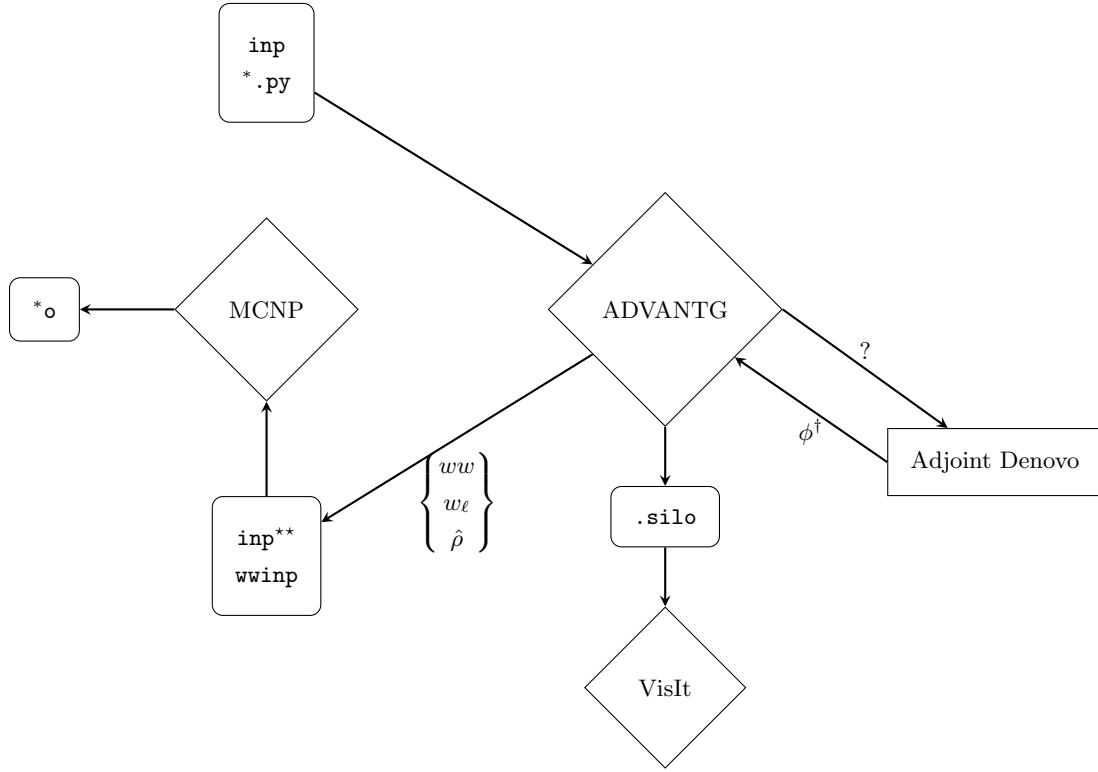 inp
*.py
*o
MCNP
ADVANTG
?
ϕ†
Adjoint Denovo
{ww
wℓ
ρ̂}
.silo
inp⋆⋆
wwinp
VisIt